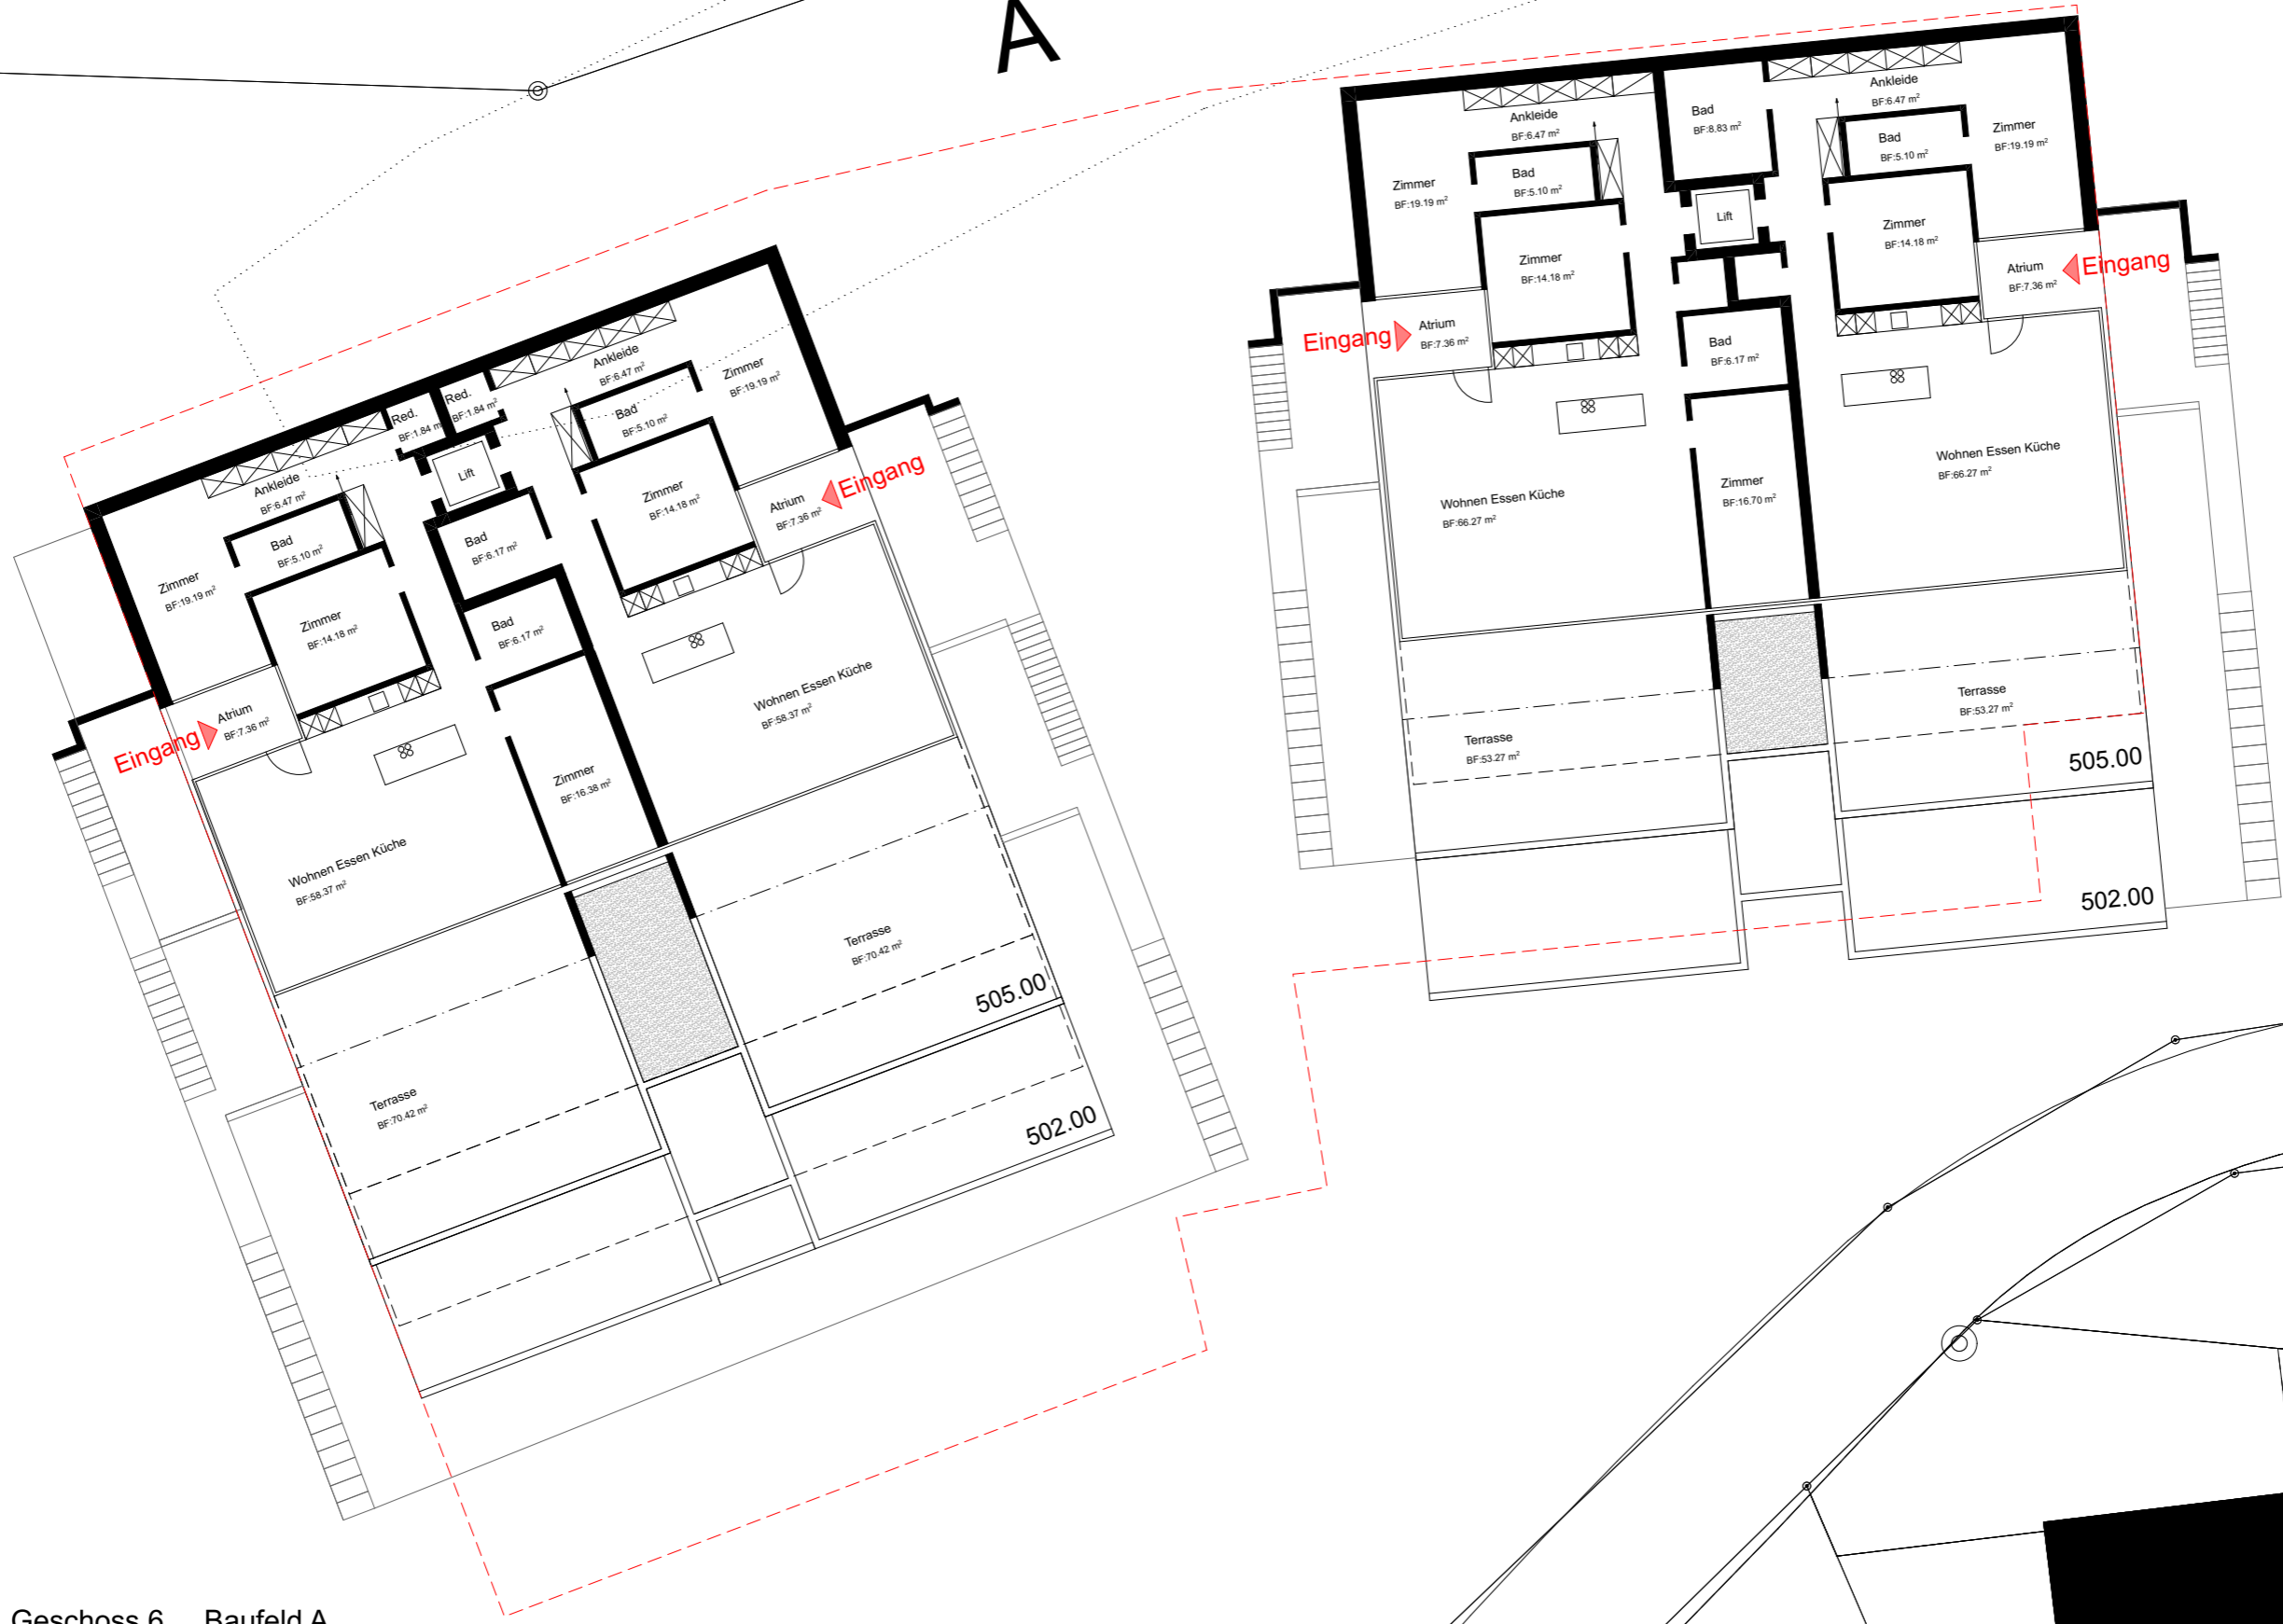 A
Ankleide
BF:6.47 m²
Red.
BF:1.84 m²
Red.
BF:1.84 m²
Ankleide
BF:6.47 m²
Zimmer
BF:19.19 m²
Bad
BF:5.10 m²
Lift
Zimmer
BF:14.18 m²
Atrium
BF:7.36 m²
Eingang
Bad
BF:5.10 m²
Zimmer
BF:19.19 m²
Bad
BF:6.17 m²
Zimmer
BF:14.18 m²
Bad
BF:6.17 m²
Atrium
BF:7.36 m²
Eingang
Wohnen Essen Küche
BF:58.37 m²
Zimmer
BF:16.38 m²
Wohnen Essen Küche
BF:58.37 m²
Terrasse
BF:70.42 m²
505.00
Terrasse
BF:70.42 m²
502.00
Ankleide
BF:6.47 m²
Bad
BF:8.83 m²
Ankleide
BF:6.47 m²
Bad
BF:5.10 m²
Zimmer
BF:19.19 m²
Zimmer
BF:19.19 m²
Bad
BF:5.10 m²
Lift
Zimmer
BF:14.18 m²
Zimmer
BF:14.18 m²
Atrium
BF:7.36 m²
Eingang
Eingang
Atrium
BF:7.36 m²
Bad
BF:6.17 m²
Wohnen Essen Küche
BF:66.27 m²
Zimmer
BF:16.70 m²
Wohnen Essen Küche
BF:66.27 m²
Terrasse
BF:53.27 m²
Terrasse
BF:53.27 m²
505.00
502.00
Geschoss 6 Baufeld A